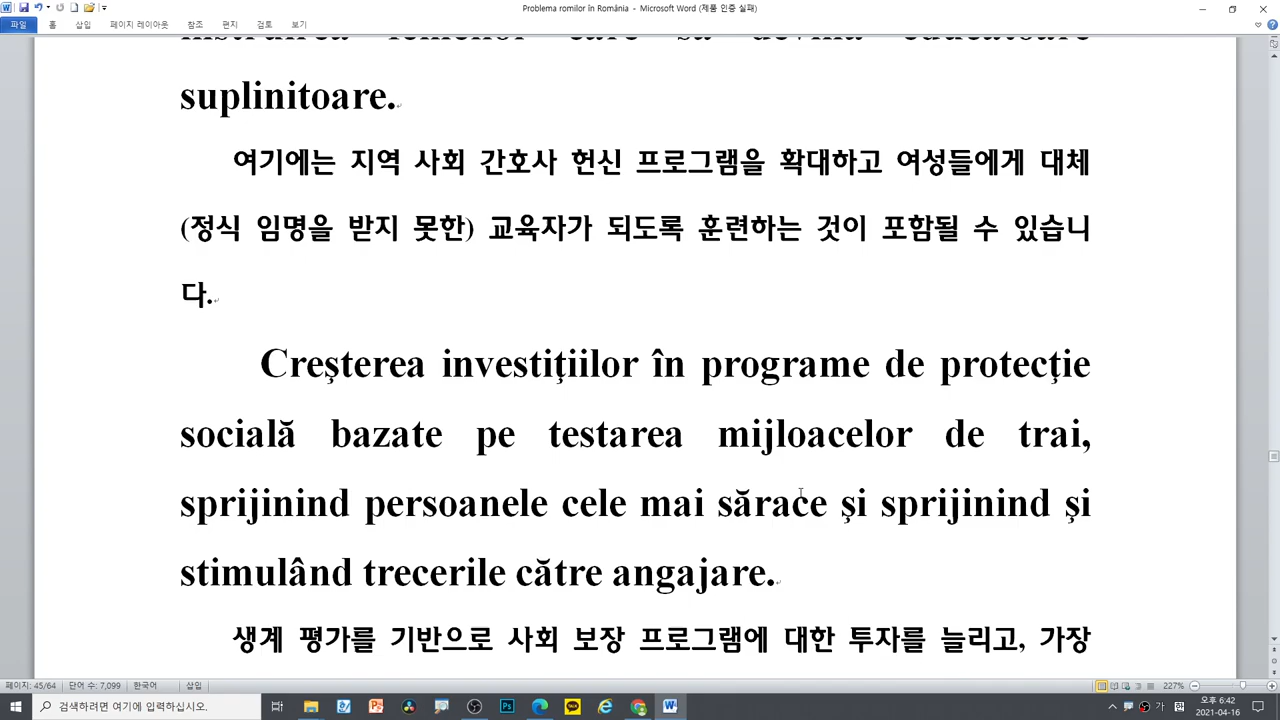 Problema romilor în România - Microsoft Word (제품 인증 실패)
파일 홈 삽입 페이지 레이아웃 참조 편지 검토 보기
suplinitoare.
여기에는 지역 사회 간호사 헌신 프로그램을 확대하고 여성들에게 대체
(정식 임명을 받지 못한) 교육자가 되도록 훈련하는 것이 포함될 수 있습니
다.
Creşterea investiţiilor în programe de protecţie
socială bazate pe testarea mijloacelor de trai,
sprijinind persoanele cele mai sărace şi sprijinind şi
stimulând trecerile către angajare.
생계 평가를 기반으로 사회 보장 프로그램에 대한 투자를 늘리고, 가장
페이지: 45/64 단어 수: 7,099 한국어 삽입 227%
검색하려면 여기에 입력하십시오. 가 오후 6:42
2021-04-16